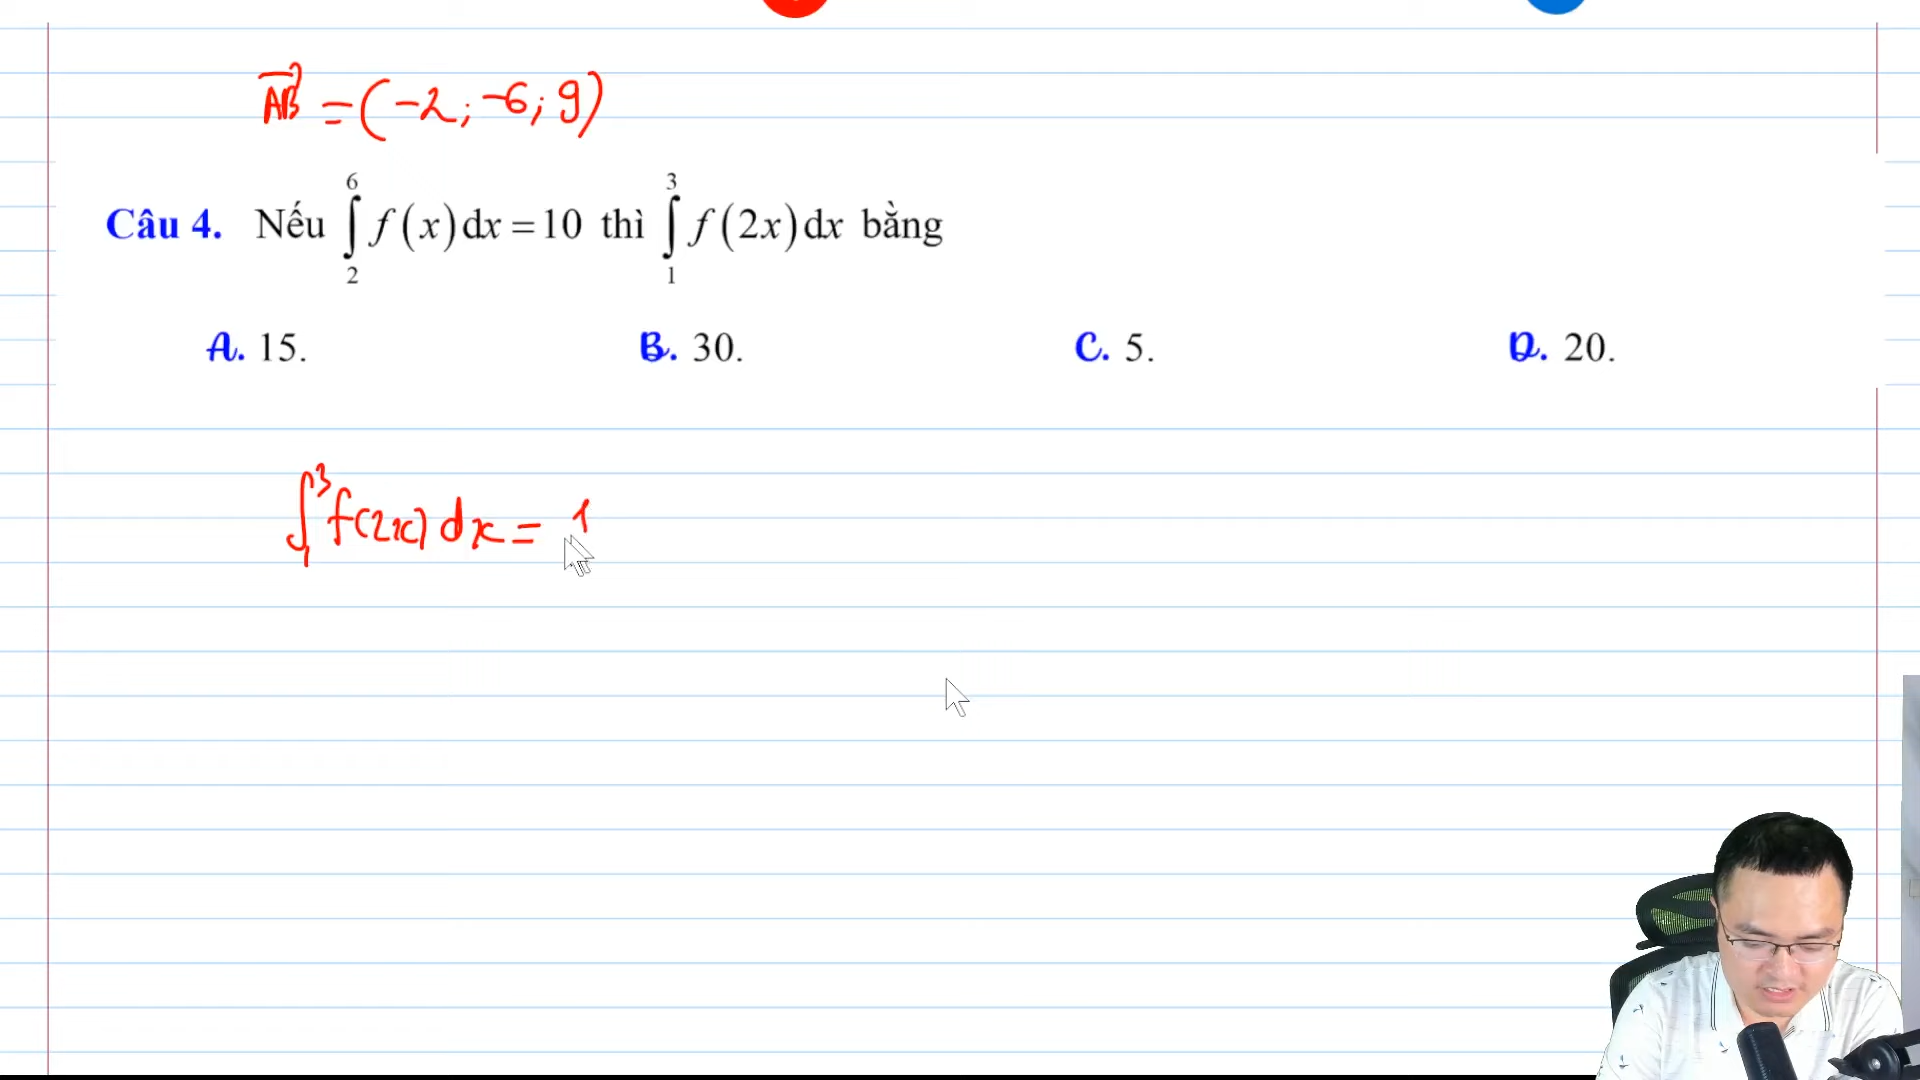 AB⃗ = (-2; -6; 9)
Câu 4. Nếu ∫₂⁶ f(x)dx = 10 thì ∫₁³ f(2x)dx bằng
A. 15. B. 30. C. 5. D. 20.
∫₁³ f(2x) dx = 1